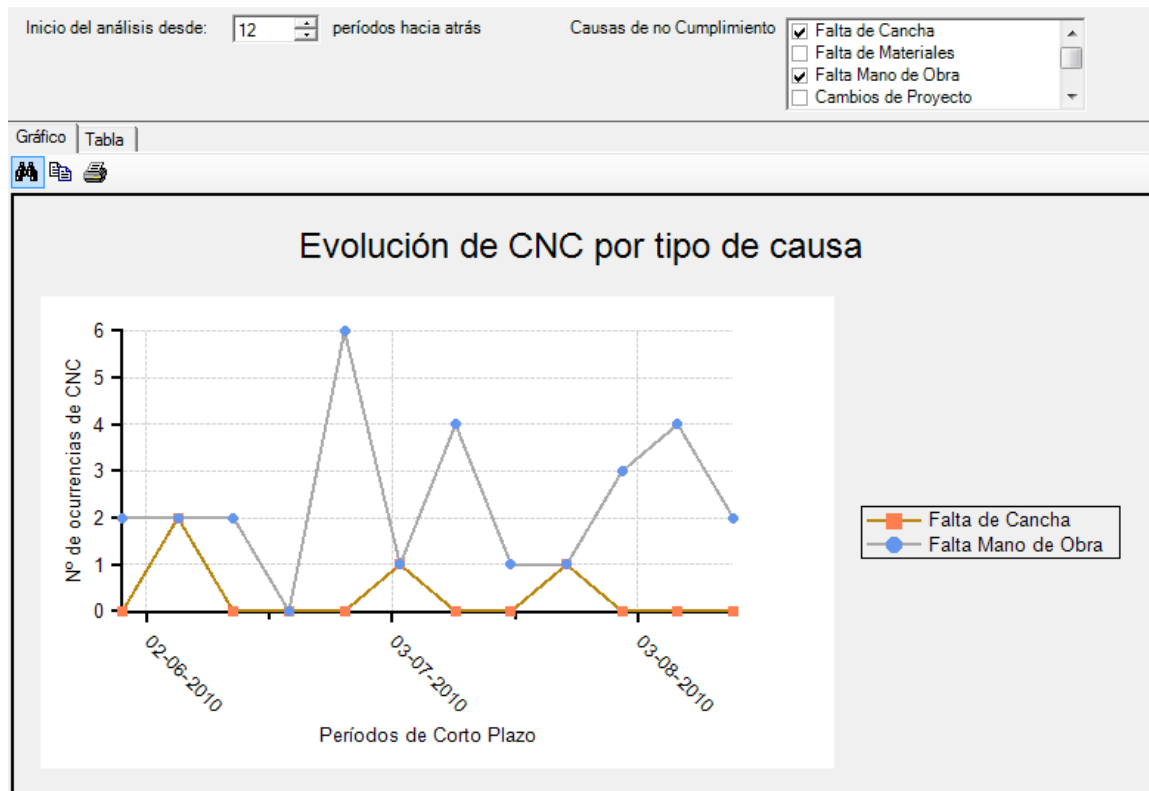 Inicio del análisis desde: 12 períodos hacia atrás Causas de no Cumplimiento
Falta de Cancha
Falta de Materiales
Falta Mano de Obra
Cambios de Proyecto
Gráfico Tabla
Evolución de CNC por tipo de causa
Nº de ocurrencias de CNC
6
5
4
3
2
1
0
02-06-2010 03-07-2010 03-08-2010
Períodos de Corto Plazo
Falta de Cancha
Falta Mano de Obra